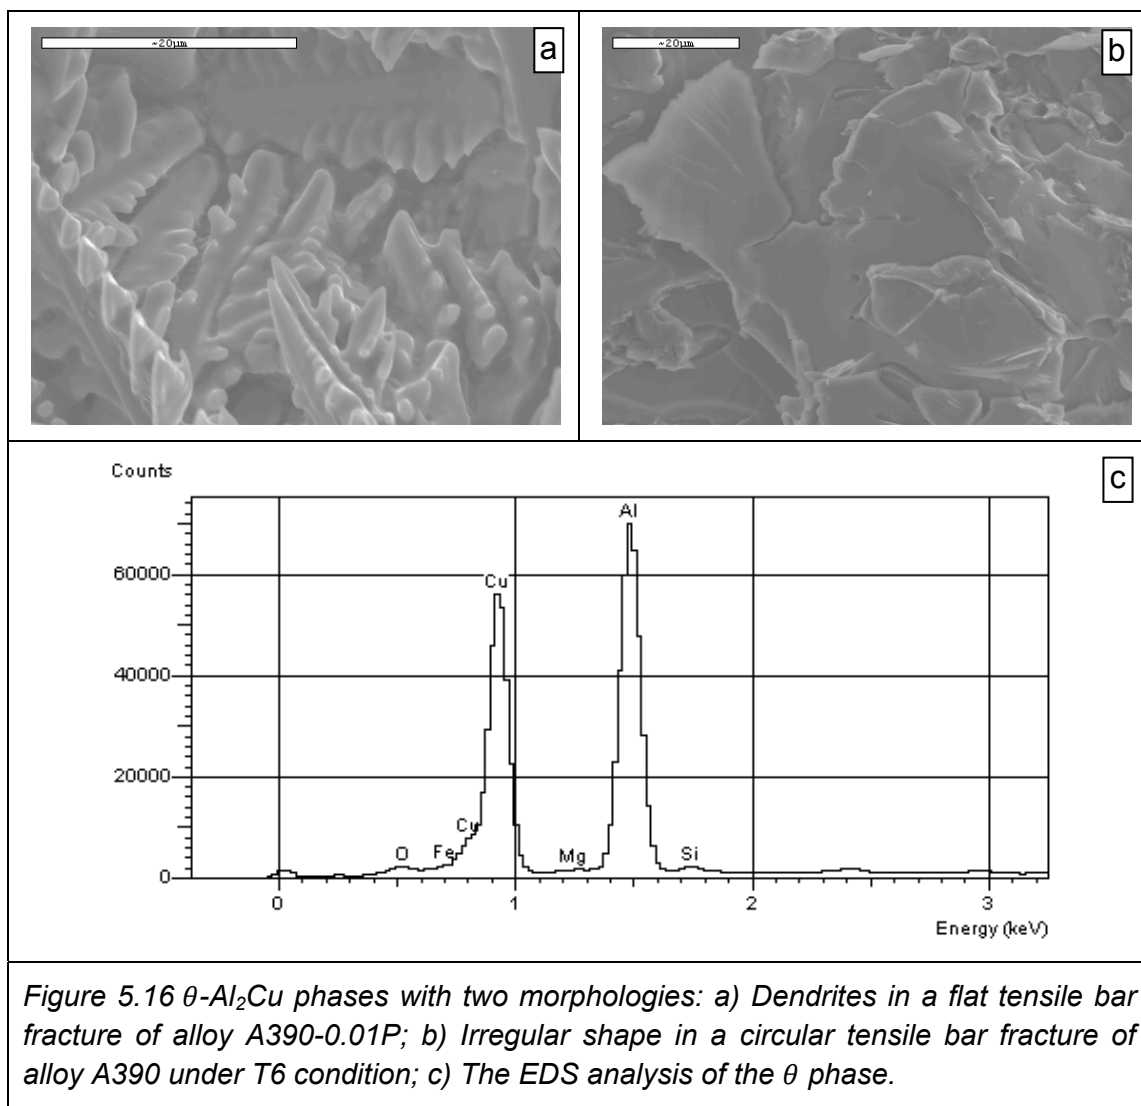 ~20µm
a
~20µm
b
Counts
c
Al
60000
Cu
40000
20000
Cu
O
Fe
Mg
Si
0
0 1 2 3
Energy (keV)
Figure 5.16 θ-Al₂Cu phases with two morphologies: a) Dendrites in a flat tensile bar
fracture of alloy A390-0.01P; b) Irregular shape in a circular tensile bar fracture of
alloy A390 under T6 condition; c) The EDS analysis of the θ phase.